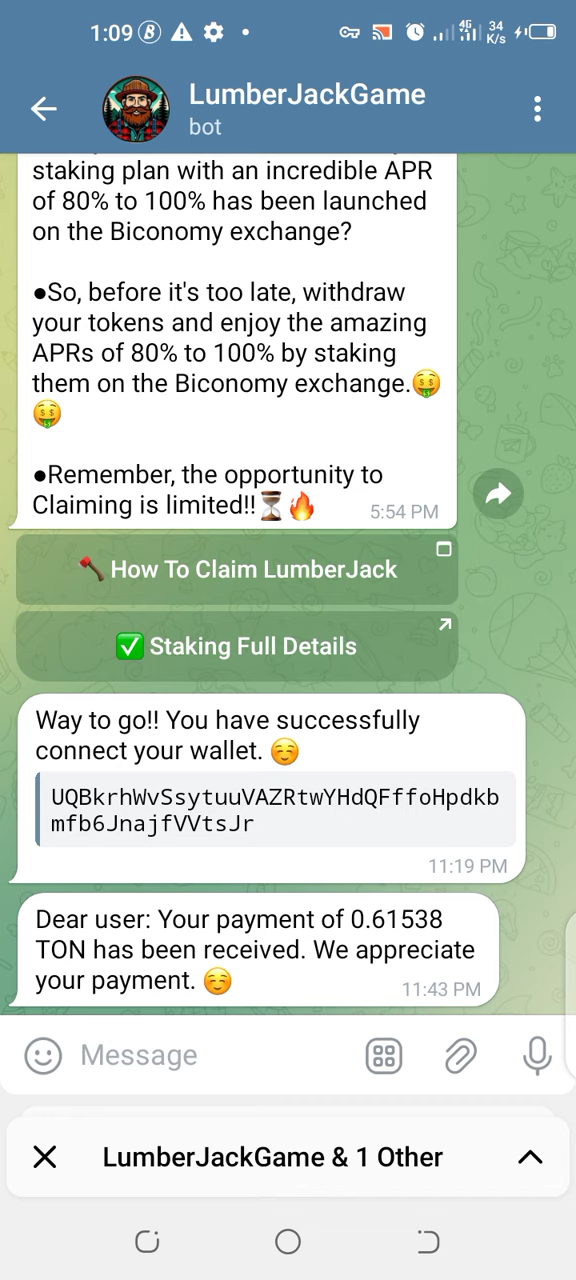 1:09
4G
34
K/s
LumberJackGame
bot
staking plan with an incredible APR
of 80% to 100% has been launched
on the Biconomy exchange?
●So, before it's too late, withdraw
your tokens and enjoy the amazing
APRs of 80% to 100% by staking
them on the Biconomy exchange.🤑
🤑
●Remember, the opportunity to
Claiming is limited!!⏳🔥 5:54 PM
🪓 How To Claim LumberJack
✅ Staking Full Details
Way to go!! You have successfully
connect your wallet. ☺️
UQBkrhWvSsytuuVAZRtwYHdQFffoHpdkb
mfb6JnajfVVtsJr
11:19 PM
Dear user: Your payment of 0.61538
TON has been received. We appreciate
your payment. ☺️ 11:43 PM
Message
LumberJackGame & 1 Other